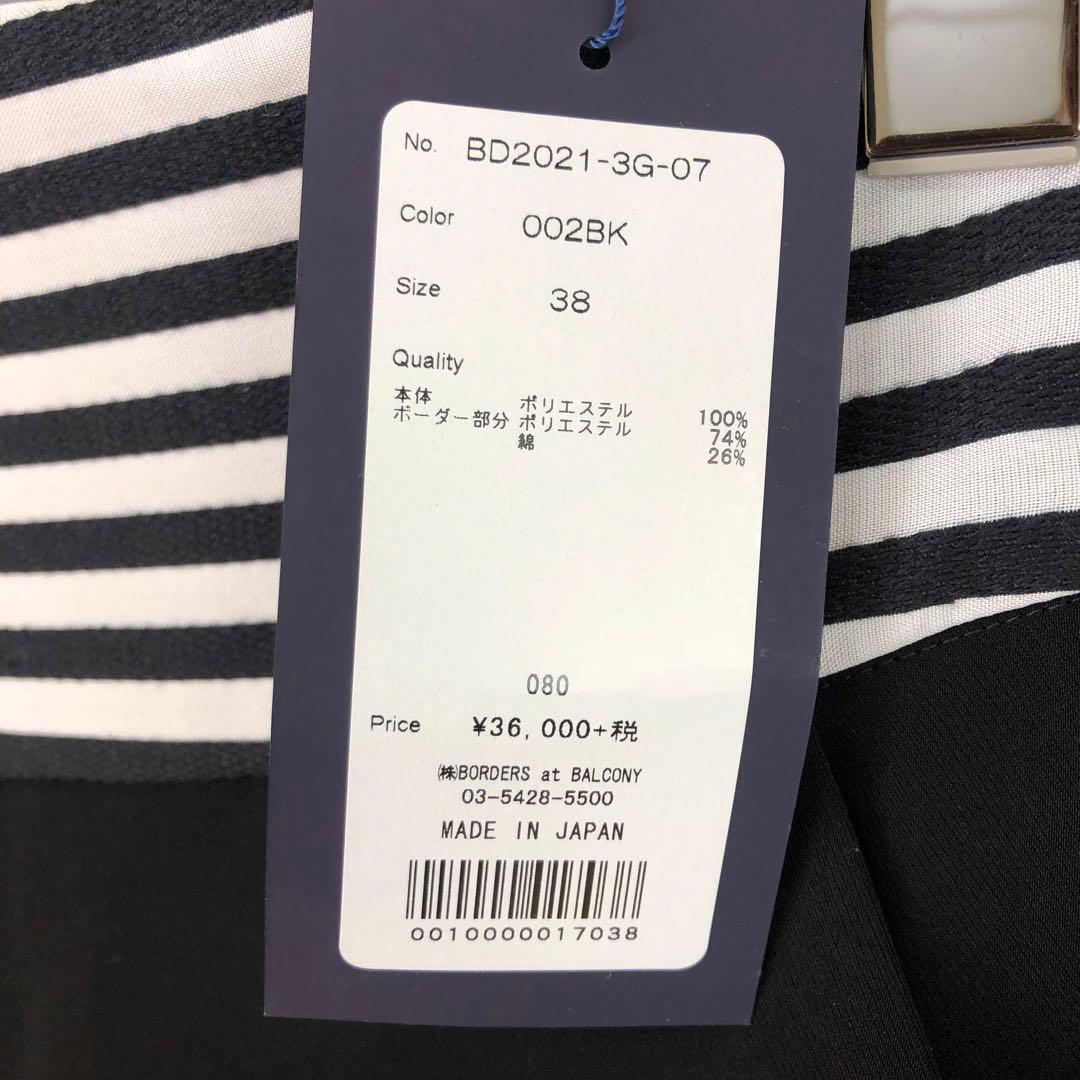 No. BD2021-3G-07
Color 002BK
Size 38
Quality
本体 ポリエステル 100%
ボーダー部分 ポリエステル 74%
綿 26%
080
Price ¥36,000+税
㈱BORDERS at BALCONY
03-5428-5500
MADE IN JAPAN
0010000017038